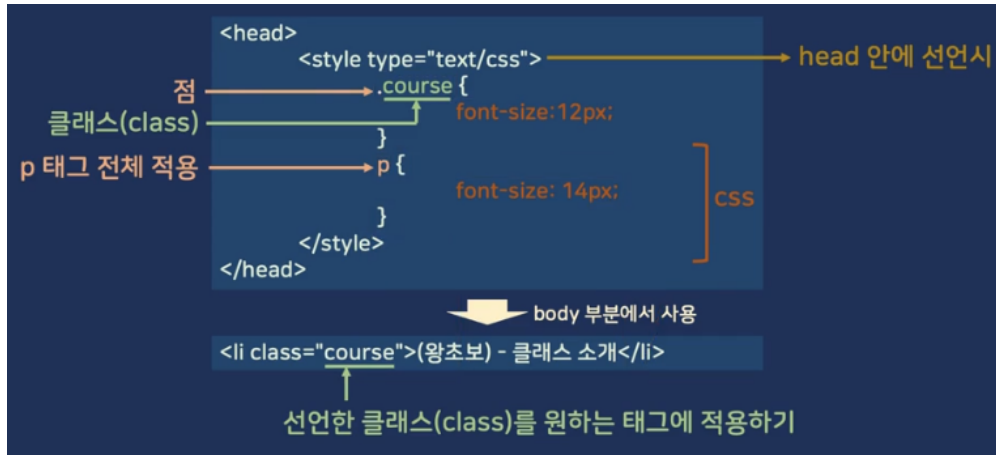 <head>
<style type="text/css"> head 안에 선언시
점 .course {
클래스(class) font-size:12px;
}
p 태그 전체 적용 p {
font-size: 14px; css
}
</style>
</head>
body 부분에서 사용
<li class="course">(왕초보) - 클래스 소개</li>
선언한 클래스(class)를 원하는 태그에 적용하기